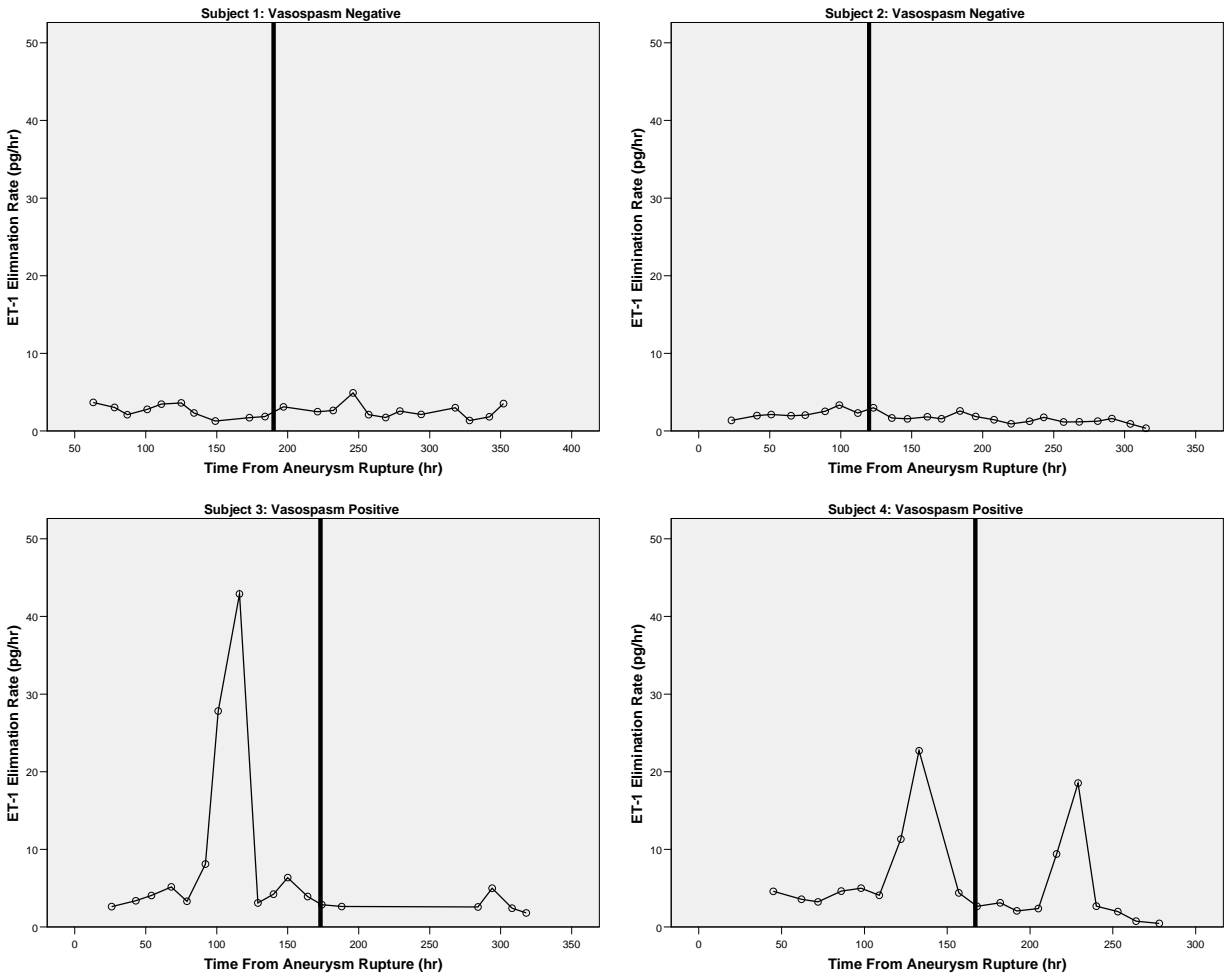 Subject 1: Vasospasm Negative
ET-1 Elimnation Rate (pg/hr)
50
40
30
20
10
0
50 100 150 200 250 300 350 400
Time From Aneurysm Rupture (hr)
Subject 2: Vasospasm Negative
ET-1 Elimination Rate (pg/hr)
50
40
30
20
10
0
0 50 100 150 200 250 300 350
Time From Aneurysm Rupture (hr)
Subject 3: Vasospasm Positive
ET-1 Elimnation Rate (pg/hr)
50
40
30
20
10
0
0 50 100 150 200 250 300 350
Time From Aneurysm Rupture (hr)
Subject 4: Vasospasm Positive
ET-1 Elimination Rate (pg/hr)
50
40
30
20
10
0
0 50 100 150 200 250 300
Time From Aneurysm Rupture (hr)